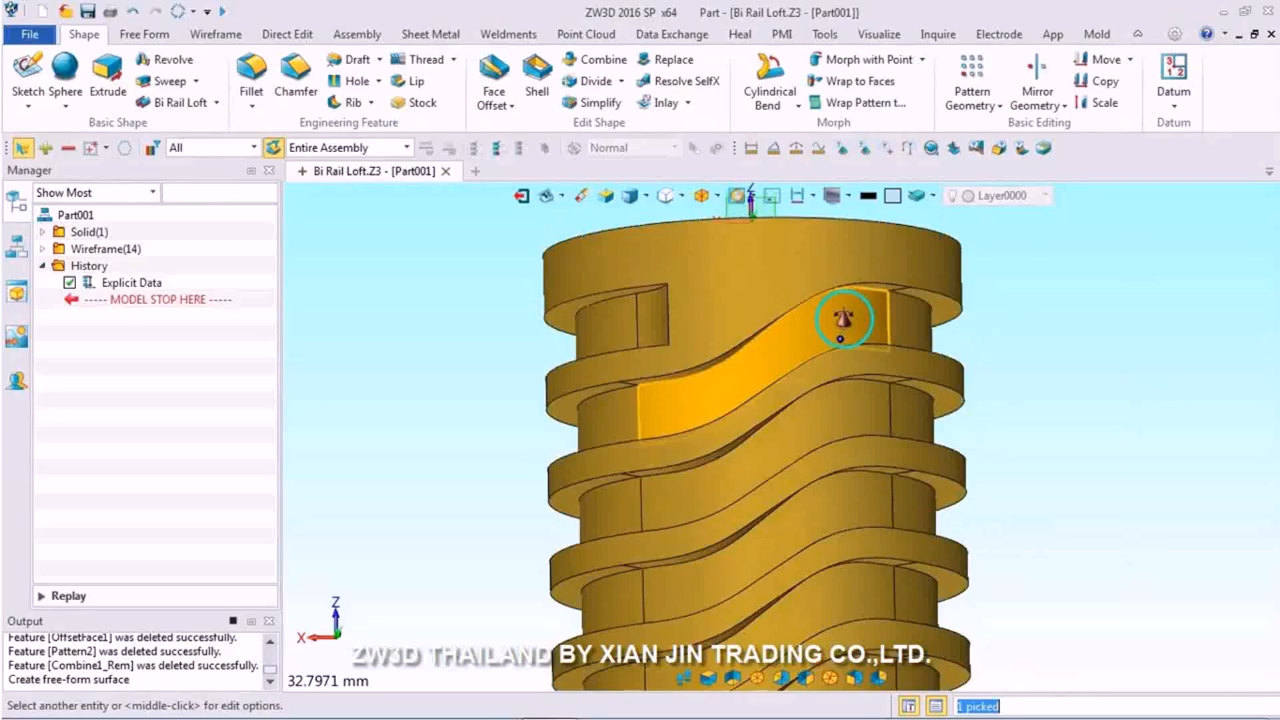 ZW3D 2016 SP x64 Part - [Bi Rail Loft.Z3 - [Part001]]
File Shape Free Form Wireframe Direct Edit Assembly Sheet Metal Weldments Point Cloud Data Exchange Heal PMI Tools Visualize Inquire Electrode App Mold
Sketch Sphere Extrude Revolve Sweep Bi Rail Loft
Basic Shape
Fillet Chamfer Draft Hole Rib Thread Lip Stock
Engineering Feature
Face Offset Shell Combine Divide Simplify Replace Resolve SelfX Inlay
Edit Shape
Cylindrical Bend Morph with Point Wrap to Faces Wrap Pattern t...
Morph
Pattern Geometry Mirror Geometry Move Copy Scale
Basic Editing
Datum
Datum
All Entire Assembly Normal
Manager
Bi Rail Loft.Z3 - [Part001]
Show Most
Layer0000
Part001
Solid(1)
Wireframe(14)
History
Explicit Data
----- MODEL STOP HERE -----
Replay
Output
Feature [OffsetFace1] was deleted successfully.
Feature [Pattern2] was deleted successfully.
Feature [Combine1_Rem] was deleted successfully.
Create free-form surface
Z
X
Z
ZW3D THAILAND BY XIAN JIN TRADING CO.,LTD.
32.7971 mm
Select another entity or <middle-click> for edit options.
1 picked